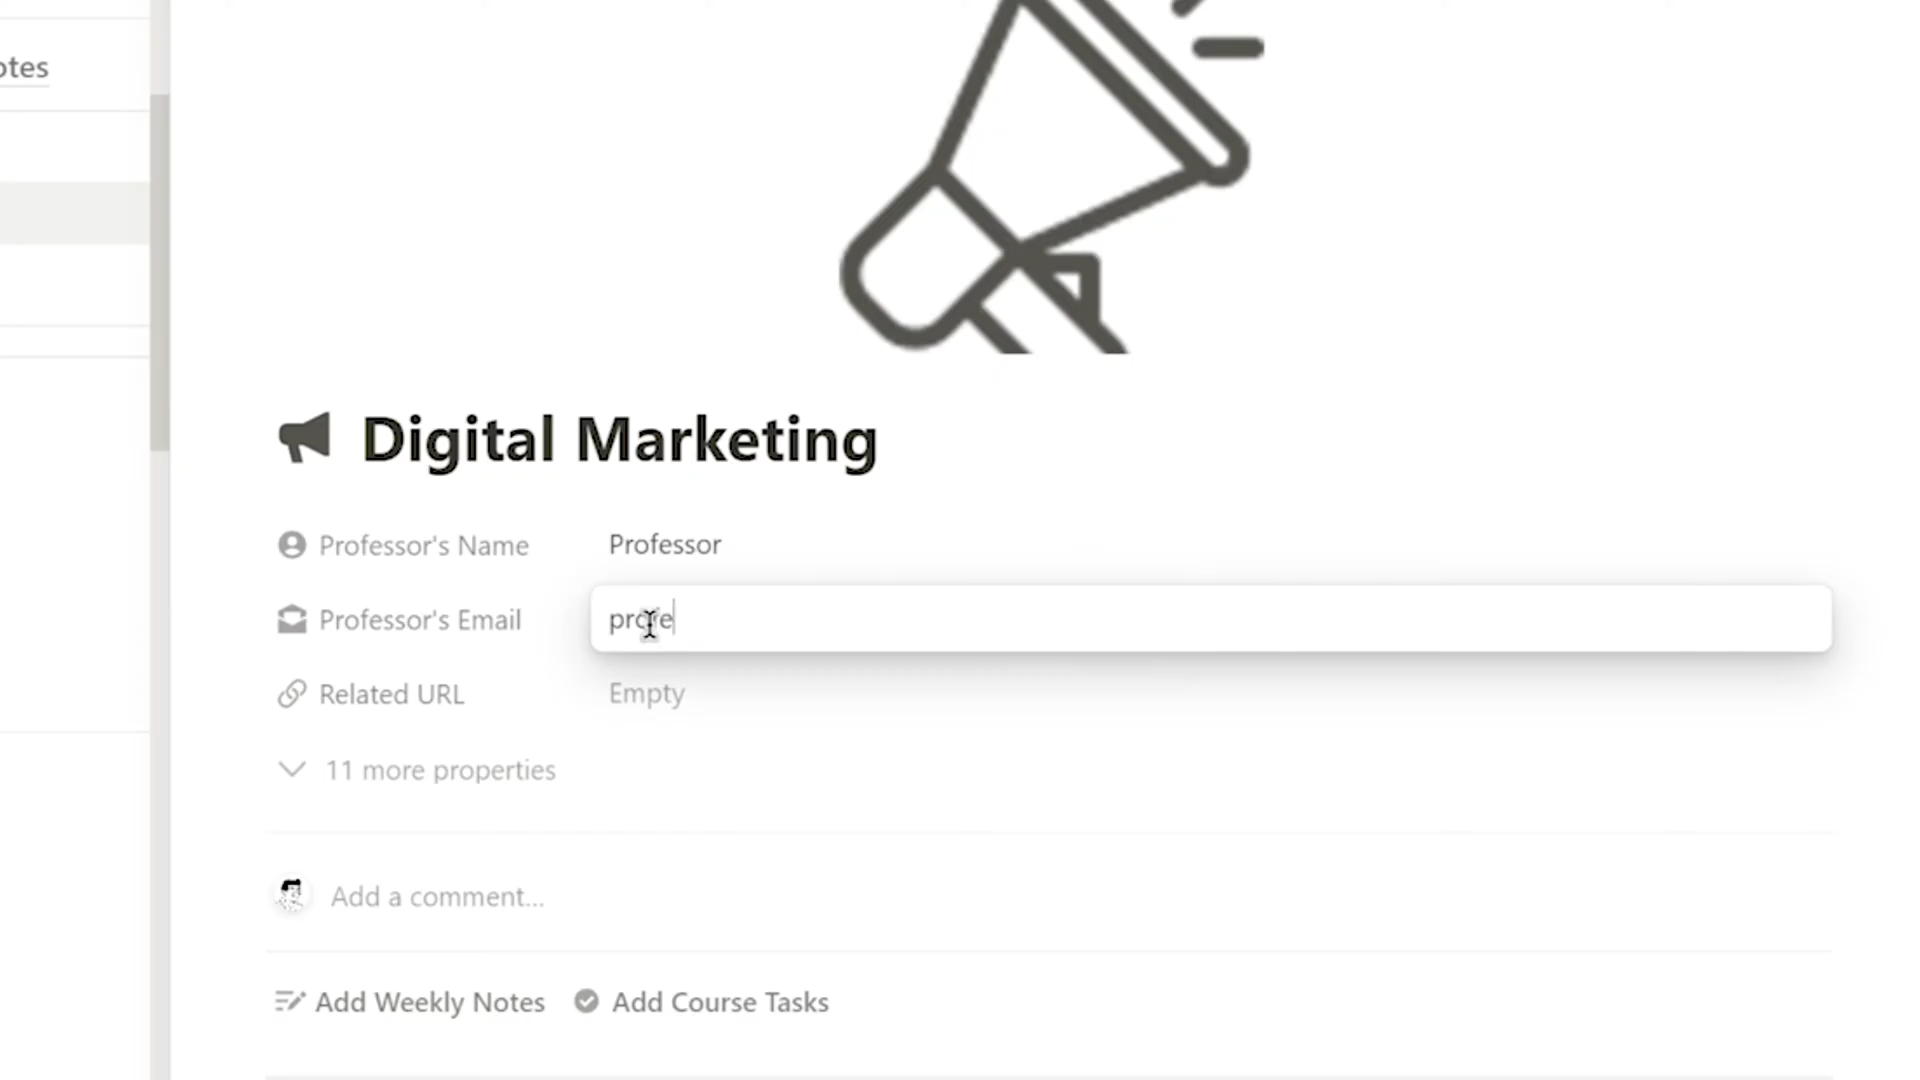 otes
Digital Marketing
Professor's Name Professor
Professor's Email profe
Related URL Empty
11 more properties
Add a comment...
Add Weekly Notes Add Course Tasks